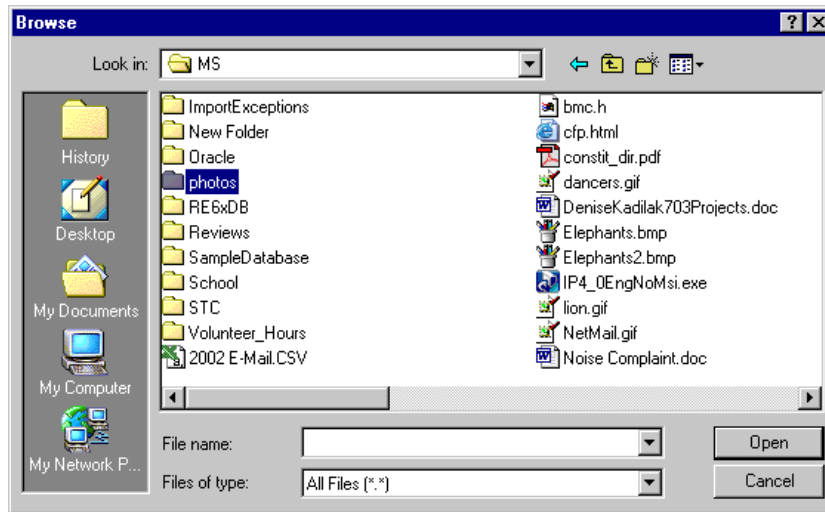 Browse
Look in: MS
History
Desktop
My Documents
My Computer
My Network P...
ImportExceptions
New Folder
Oracle
photos
RE6xDB
Reviews
SampleDatabase
School
STC
Volunteer_Hours
2002 E-Mail.CSV
bmc.h
cfp.html
constit_dir.pdf
dancers.gif
DeniseKadilak703Projects.doc
Elephants.bmp
Elephants2.bmp
IP4_0EngNoMsi.exe
lion.gif
NetMail.gif
Noise Complaint.doc
File name:
Open
Files of type: All Files (*.*)
Cancel